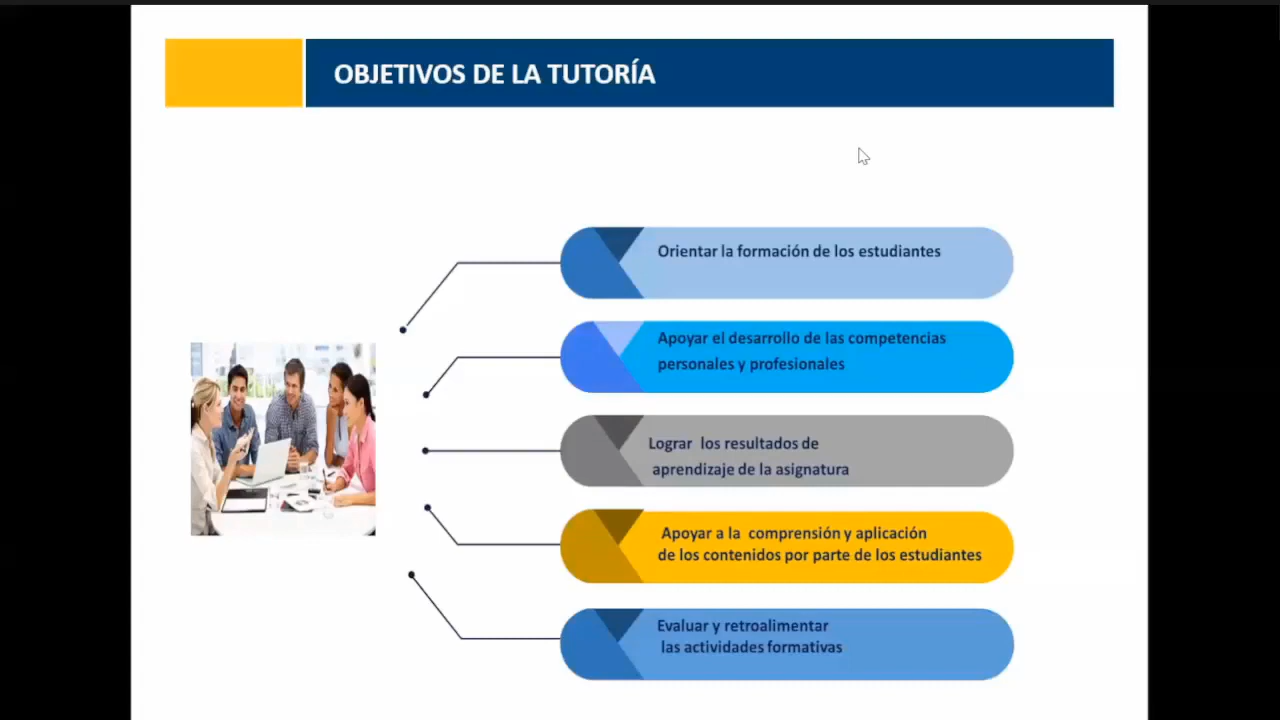 OBJETIVOS DE LA TUTORÍA
Orientar la formación de los estudiantes
Apoyar el desarrollo de las competencias
personales y profesionales
Lograr los resultados de
aprendizaje de la asignatura
Apoyar a la comprensión y aplicación
de los contenidos por parte de los estudiantes
Evaluar y retroalimentar
las actividades formativas